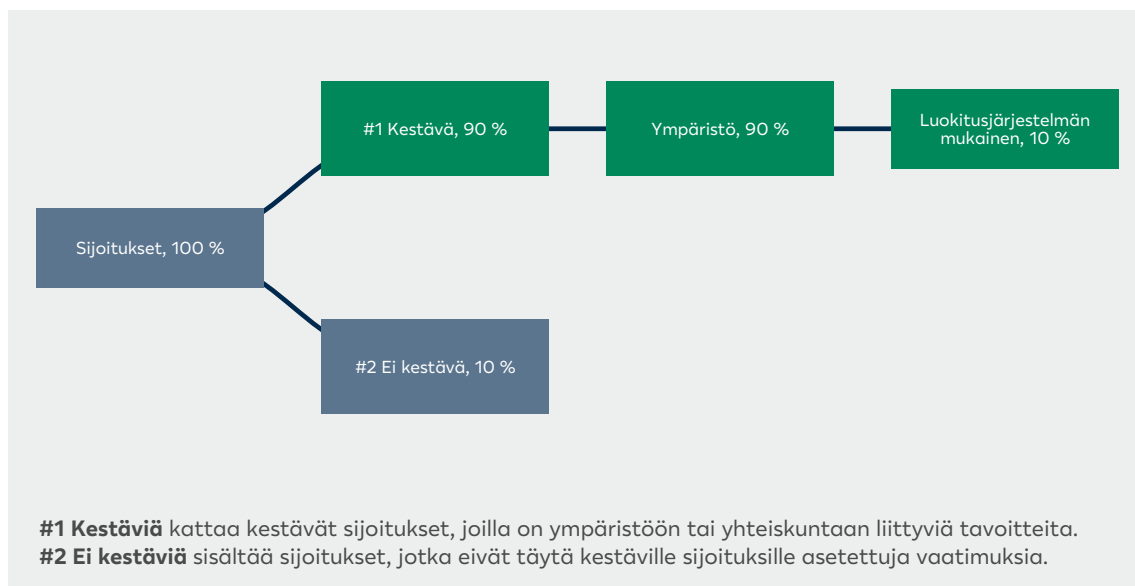 #1 Kestävä, 90 %
Ympäristö, 90 %
Luokitusjärjestelmän
mukainen, 10 %
Sijoitukset, 100 %
#2 Ei kestävä, 10 %
#1 Kestäviä kattaa kestävät sijoitukset, joilla on ympäristöön tai yhteiskuntaan liittyviä tavoitteita.
#2 Ei kestäviä sisältää sijoitukset, jotka eivät täytä kestäville sijoituksille asetettuja vaatimuksia.